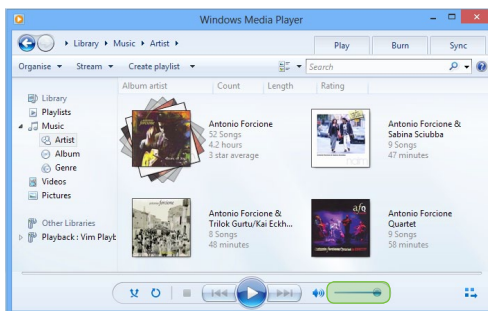 Windows Media Player
Library ▸ Music ▸ Artist ▸
Play Burn Sync
Organise Stream Create playlist Search
Album artist Count Length Rating
Library
Playlists
Music
Artist
Album
Genre
Videos
Pictures
Other Libraries
Playback : Vim Playb
Antonio Forcione
52 Songs
4.2 hours
3 star average
Antonio Forcione &
Sabina Sciubba
9 Songs
47 minutes
Antonio Forcione &
Trilok Gurtu/Kai Eckh...
8 Songs
48 minutes
afq
Antonio Forcione
Quartet
9 Songs
58 minutes